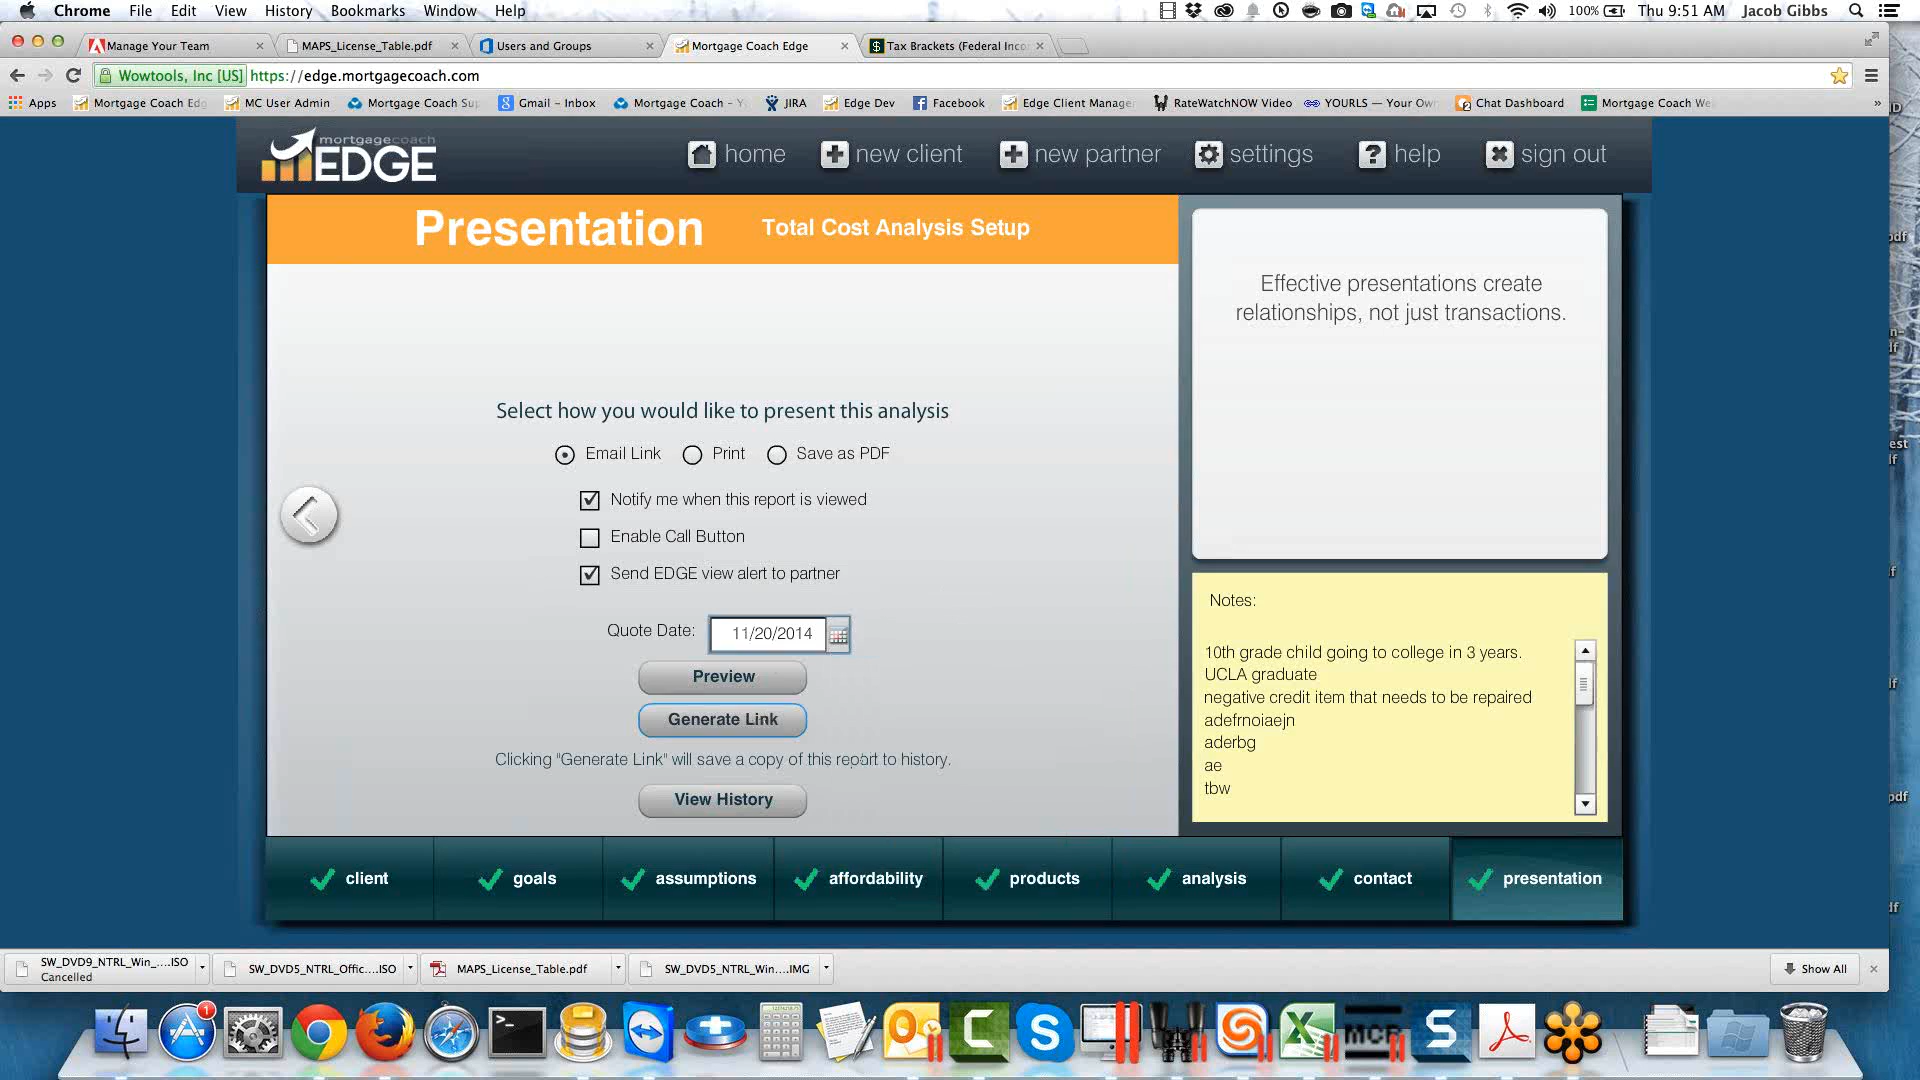 Chrome File Edit View History Bookmarks Window Help 100% Thu 9:51 AM Jacob Gibbs
Manage Your Team MAPS_License_Table.pdf Users and Groups Mortgage Coach Edge Tax Brackets (Federal Inco
Wowtools, Inc [US] https://edge.mortgagecoach.com
Apps Mortgage Coach Edg MC User Admin Mortgage Coach Su Gmail - Inbox Mortgage Coach - Y JIRA Edge Dev Facebook Edge Client Manage RateWatchNOW Video YOURLS — Your Own Chat Dashboard Mortgage Coach We »
mortgagecoach
EDGE
home new client new partner settings help sign out
Presentation Total Cost Analysis Setup
Effective presentations create
relationships, not just transactions.
Select how you would like to present this analysis
Email Link Print Save as PDF
Notify me when this report is viewed
Enable Call Button
Send EDGE view alert to partner
Quote Date: 11/20/2014
Preview
Generate Link
Clicking "Generate Link" will save a copy of this report to history.
View History
Notes:
10th grade child going to college in 3 years.
UCLA graduate
negative credit item that needs to be repaired
adefrnoiaejn
aderbg
ae
tbw
client goals assumptions affordability products analysis contact presentation
SW_DVD9_NTRL_Win_....ISO
Cancelled
SW_DVD5_NTRL_Offic....ISO MAPS_License_Table.pdf SW_DVD5_NTRL_Win....IMG Show All
MCR